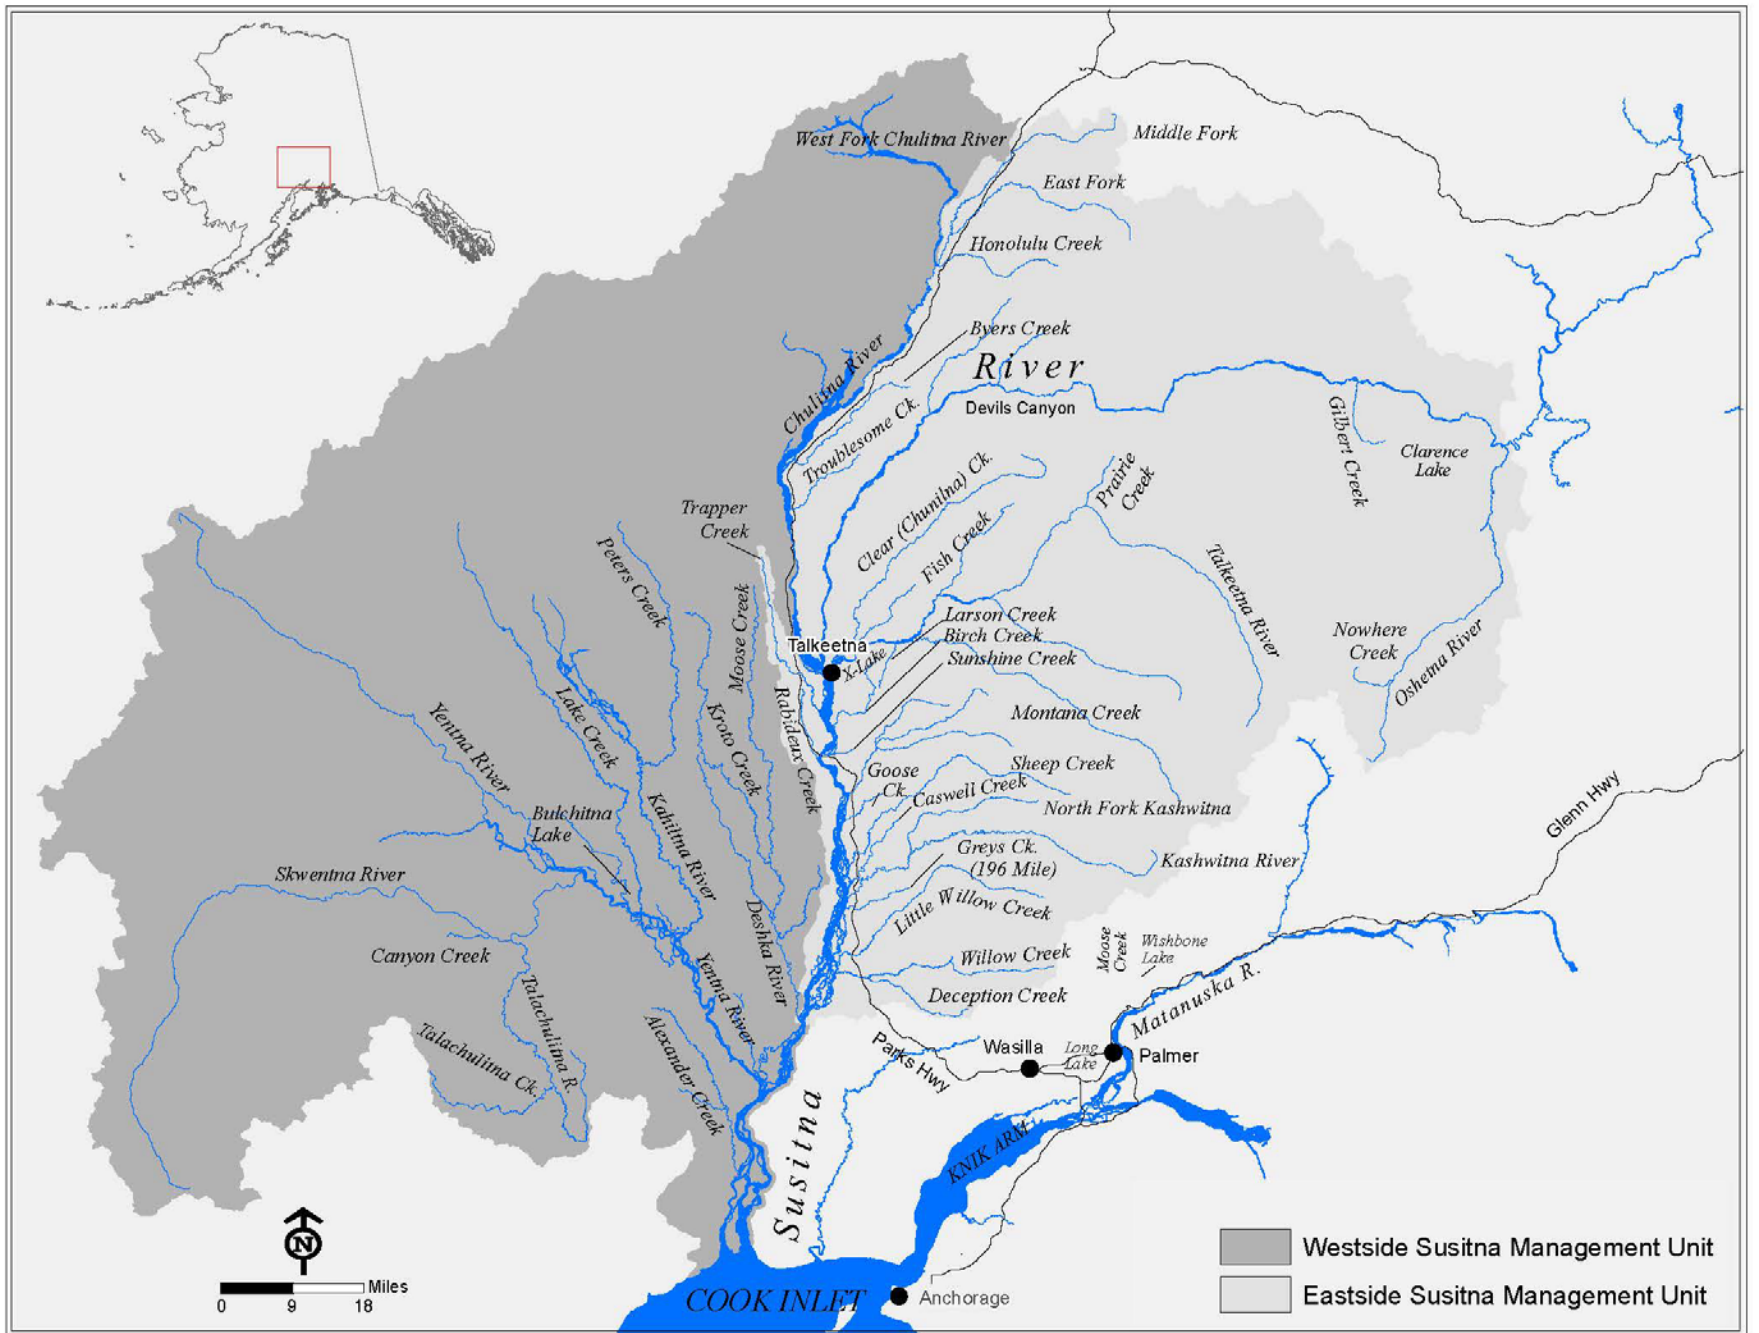 West Fork Chulitna River
Middle Fork
East Fork
Honolulu Creek
Byers Creek
River
Devils Canyon
Chulitna River
Troublesome Ck.
Gilbert Creek
Clarence
Lake
Prairie
Creek
Clear (Chunilna) Ck.
Fish Creek
Trapper
Creek
Peters Creek
Talkeetna River
Moose Creek
Larson Creek
Birch Creek
Sunshine Creek
Talkeetna
X-Lake
Nowhere
Creek
Oshetna River
Lake Creek
Kroto Creek
Rabideux Creek
Yentna River
Montana Creek
Sheep Creek
Goose
Ck.
Caswell Creek
North Fork Kashwitna
Glenn Hwy
Bulchitna
Lake
Kahiltna River
Greys Ck.
(196 Mile)
Kashwitna River
Skwentna River
Little Willow Creek
Deshka River
Canyon Creek
Willow Creek
Moose
Creek
Wishbone
Lake
Deception Creek
Yentna River
Talachulitna R.
Talachulitna Ck.
Alexander Creek
Matanuska R.
Parks Hwy
Wasilla
Long
Lake
Palmer
Susitna
KNIK ARM
N
Miles
0 9 18
COOK INLET
Anchorage
Westside Susitna Management Unit
Eastside Susitna Management Unit